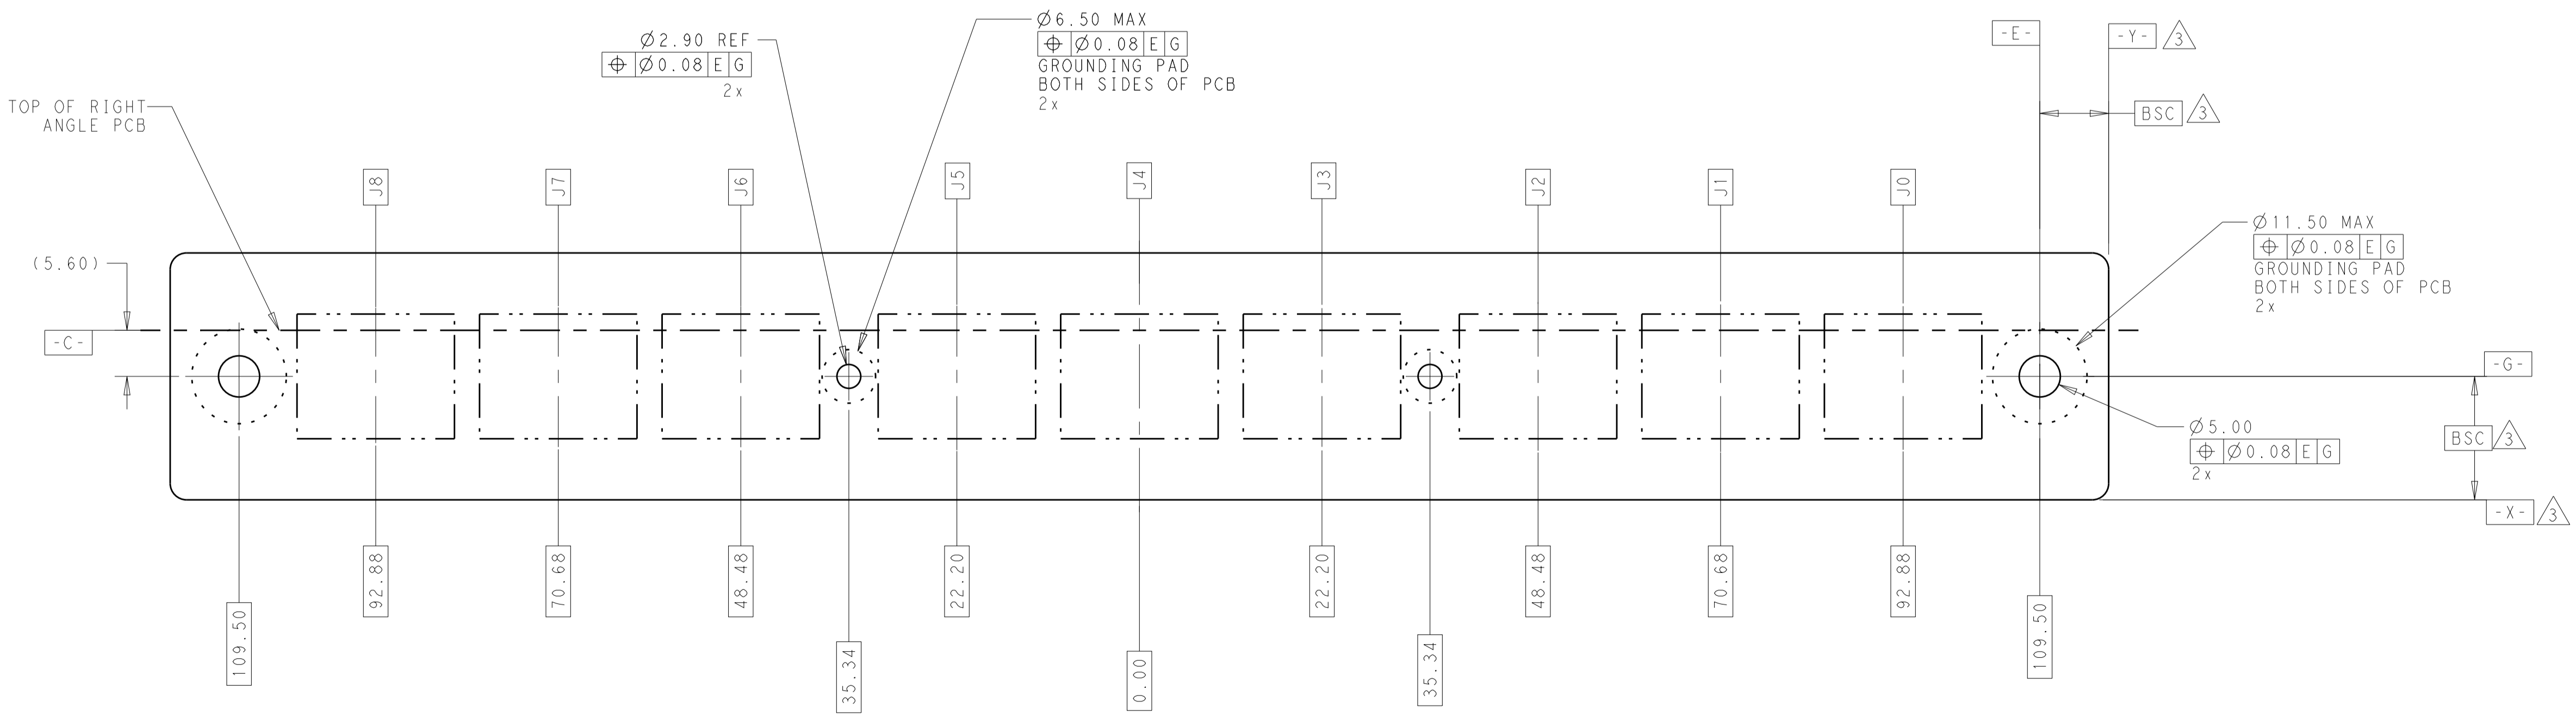 Ø6.50 MAX
⌖ Ø0.08 E G
GROUNDING PAD
BOTH SIDES OF PCB
2x
Ø2.90 REF
⌖ Ø0.08 E G
2x
-E-
-Y- 3
BSC 3
TOP OF RIGHT
ANGLE PCB
J8
J7
J6
J5
J4
J3
J2
J1
J0
Ø11.50 MAX
⌖ Ø0.08 E G
GROUNDING PAD
BOTH SIDES OF PCB
2x
(5.60)
-C-
-G-
Ø5.00
⌖ Ø0.08 E G
2x
BSC 3
-X- 3
109.50
92.88
70.68
48.48
35.34
22.20
0.00
22.20
35.34
48.48
70.68
92.88
109.50